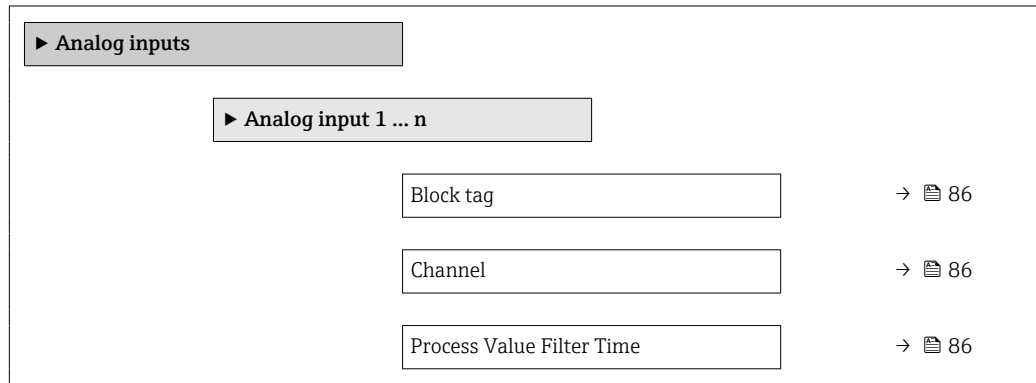 ▶ Analog inputs
▶ Analog input 1 ... n
Block tag → 86
Channel → 86
Process Value Filter Time → 86